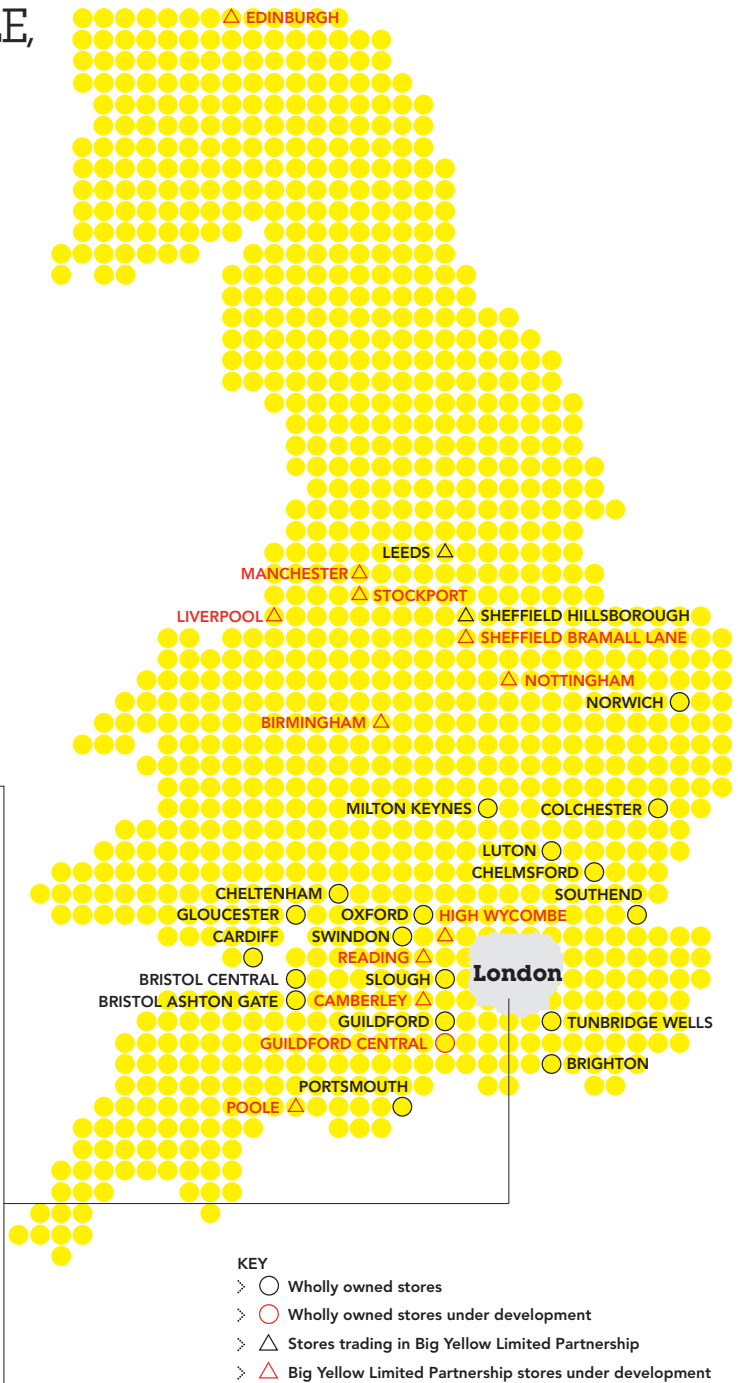 E,
EDINBURGH
LEEDS
MANCHESTER
STOCKPORT
LIVERPOOL
SHEFFIELD HILLSBOROUGH
SHEFFIELD BRAMALL LANE
NOTTINGHAM
NORWICH
BIRMINGHAM
MILTON KEYNES
COLCHESTER
LUTON
CHELMSFORD
CHELTENHAM
SOUTHEND
GLOUCESTER
OXFORD
HIGH WYCOMBE
CARDIFF
SWINDON
READING
London
BRISTOL CENTRAL
SLOUGH
BRISTOL ASHTON GATE
CAMBERLEY
GUILDFORD
TUNBRIDGE WELLS
GUILDFORD CENTRAL
BRIGHTON
PORTSMOUTH
POOLE
KEY
Wholly owned stores
Wholly owned stores under development
Stores trading in Big Yellow Limited Partnership
Big Yellow Limited Partnership stores under development